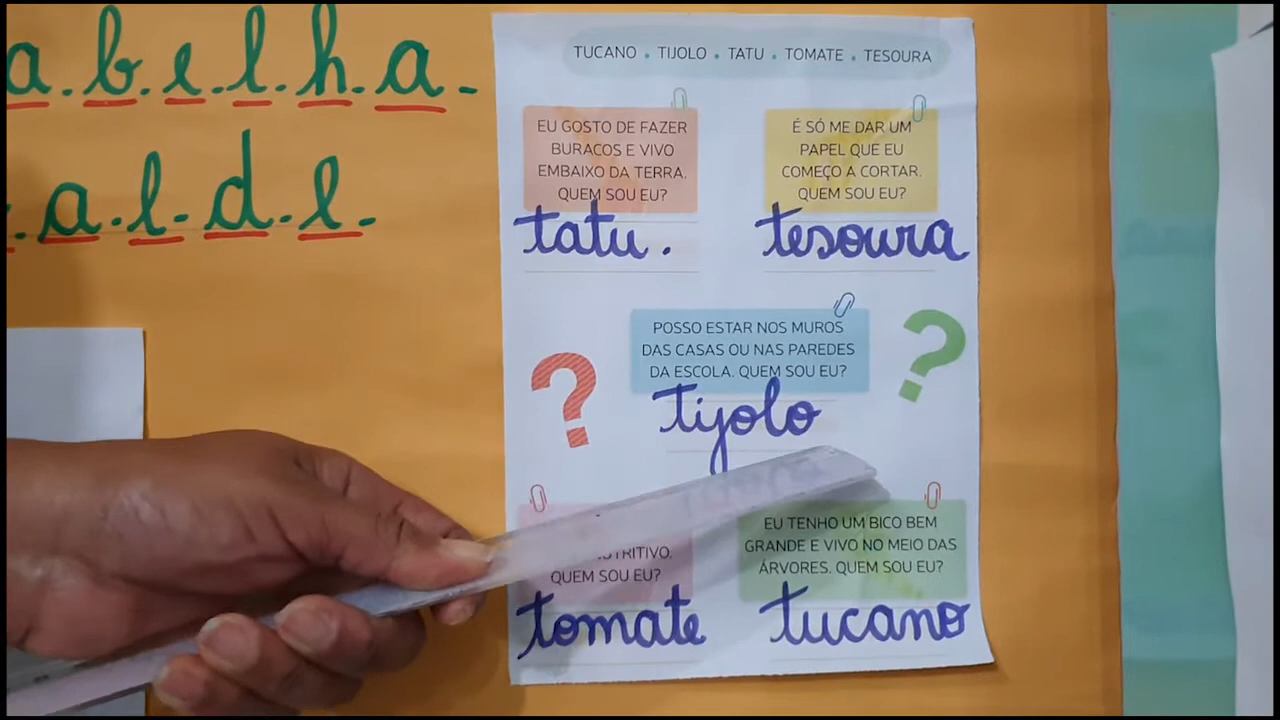 a.b.e.l.h.a.
a.l.d.e.
TUCANO • TIJOLO • TATU • TOMATE • TESOURA
EU GOSTO DE FAZER
BURACOS E VIVO
EMBAIXO DA TERRA.
QUEM SOU EU?
tatu.
É SÓ ME DAR UM
PAPEL QUE EU
COMEÇO A CORTAR.
QUEM SOU EU?
tesoura
POSSO ESTAR NOS MUROS
DAS CASAS OU NAS PAREDES
DA ESCOLA. QUEM SOU EU?
tijolo
QUEM SOU EU?
tomate
EU TENHO UM BICO BEM
GRANDE E VIVO NO MEIO DAS
ÁRVORES. QUEM SOU EU?
tucano